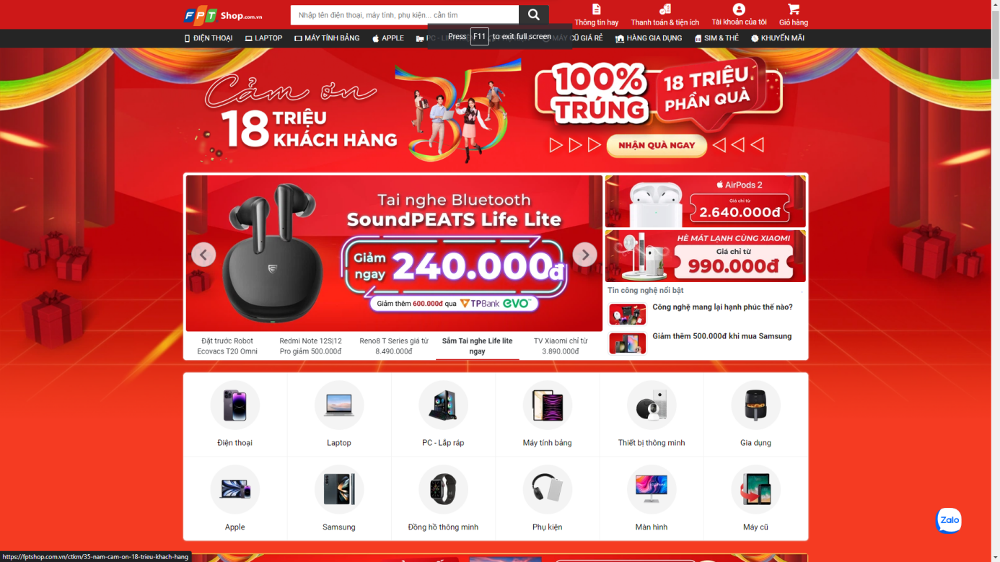 FPT Shop.com.vn
Nhập tên điện thoại, máy tính, phụ kiện... cần tìm
Thông tin hay
Thanh toán & tiện ích
Tài khoản của tôi
Giỏ hàng
ĐIỆN THOẠI
LAPTOP
MÁY TÍNH BẢNG
APPLE
PC -
MÁY CŨ GIÁ RẺ
HÀNG GIA DỤNG
SIM & THẺ
KHUYẾN MÃI
Press F11 to exit full screen
Cảm ơn
18 TRIỆU
KHÁCH HÀNG
35
100%
TRÚNG
18 TRIỆU
PHẦN QUÀ
NHẬN QUÀ NGAY
Tai nghe Bluetooth
SoundPEATS Life Lite
Giảm
ngay
240.000đ
Giảm thêm 600.000đ qua TPBank EVO
AirPods 2
Giá chỉ từ
2.640.000đ
HÈ MÁT LẠNH CÙNG XIAOMI
Giá chỉ từ
990.000đ
Tin công nghệ nổi bật
Công nghệ mang lại hạnh phúc thế nào?
Giảm thêm 500.000đ khi mua Samsung
Đặt trước Robot
Ecovacs T20 Omni
Redmi Note 12S|12
Pro giảm 500.000đ
Reno8 T Series giá từ
8.490.000đ
Sắm Tai nghe Life lite
ngay
TV Xiaomi chỉ từ
3.890.000đ
Điện thoại
Laptop
PC - Lắp ráp
Máy tính bảng
Thiết bị thông minh
Gia dụng
Apple
Samsung
Đồng hồ thông minh
Phụ kiện
Màn hình
Máy cũ
Zalo
https://fptshop.com.vn/ctkm/35-nam-cam-on-18-trieu-khach-hang